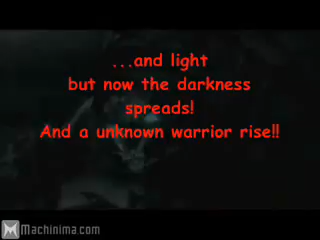 ...and light
but now the darkness
spreads!
And a unknown warrior rise!!
Machinima.com